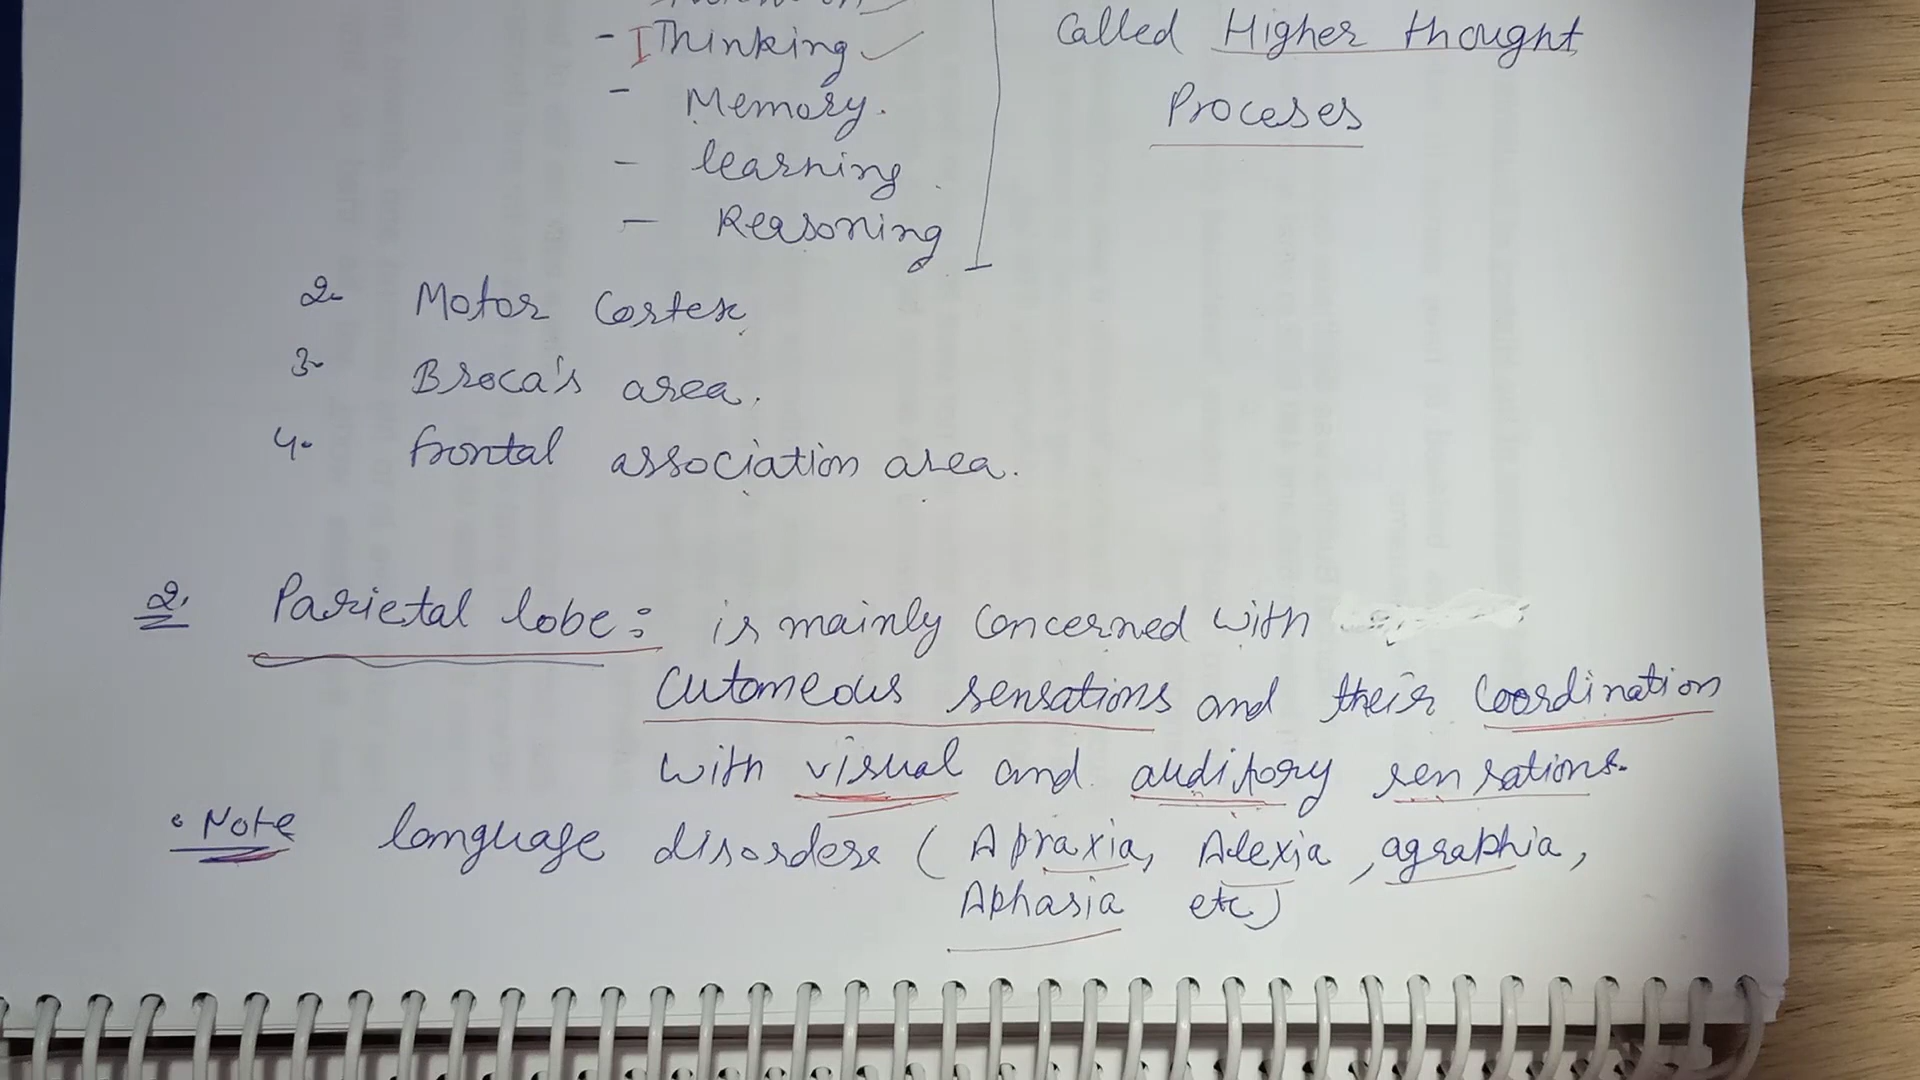 - Thinking ✓
- Memory.
- learning.
- Reasoning
Called Higher thought
Proceses
2- Motor Cortex
3- Broca's area.
4- frontal association area.
2. Parietal lobe: is mainly concerned with
cutaneous sensations and their coordination
with visual and auditory sensations.
• Note language disorders (Apraxia, Alexia, agraphia,
Aphasia etc)